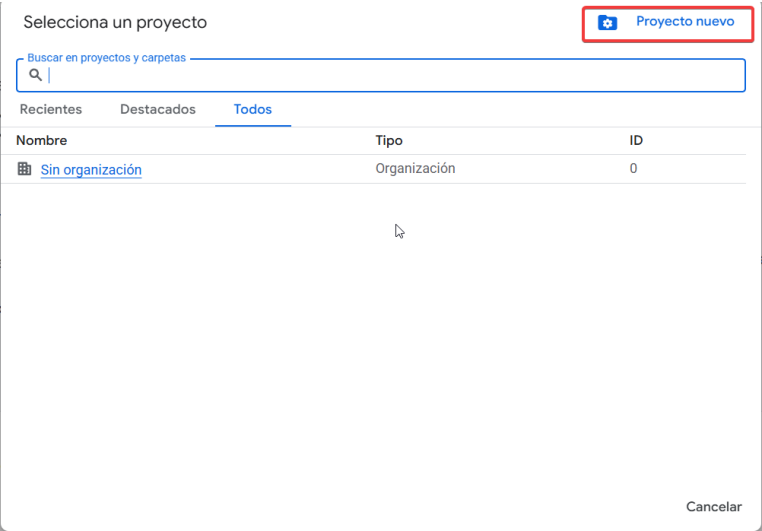 Selecciona un proyecto
Proyecto nuevo
Buscar en proyectos y carpetas
Recientes Destacados Todos
Nombre Tipo ID
Sin organización Organización 0
Cancelar